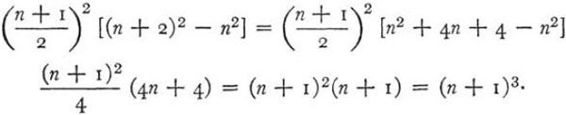 ((n + 1)/2)² [(n + 2)² − n²] = ((n + 1)/2)² [n² + 4n + 4 − n²]
(n + 1)²/4 (4n + 4) = (n + 1)²(n + 1) = (n + 1)³.